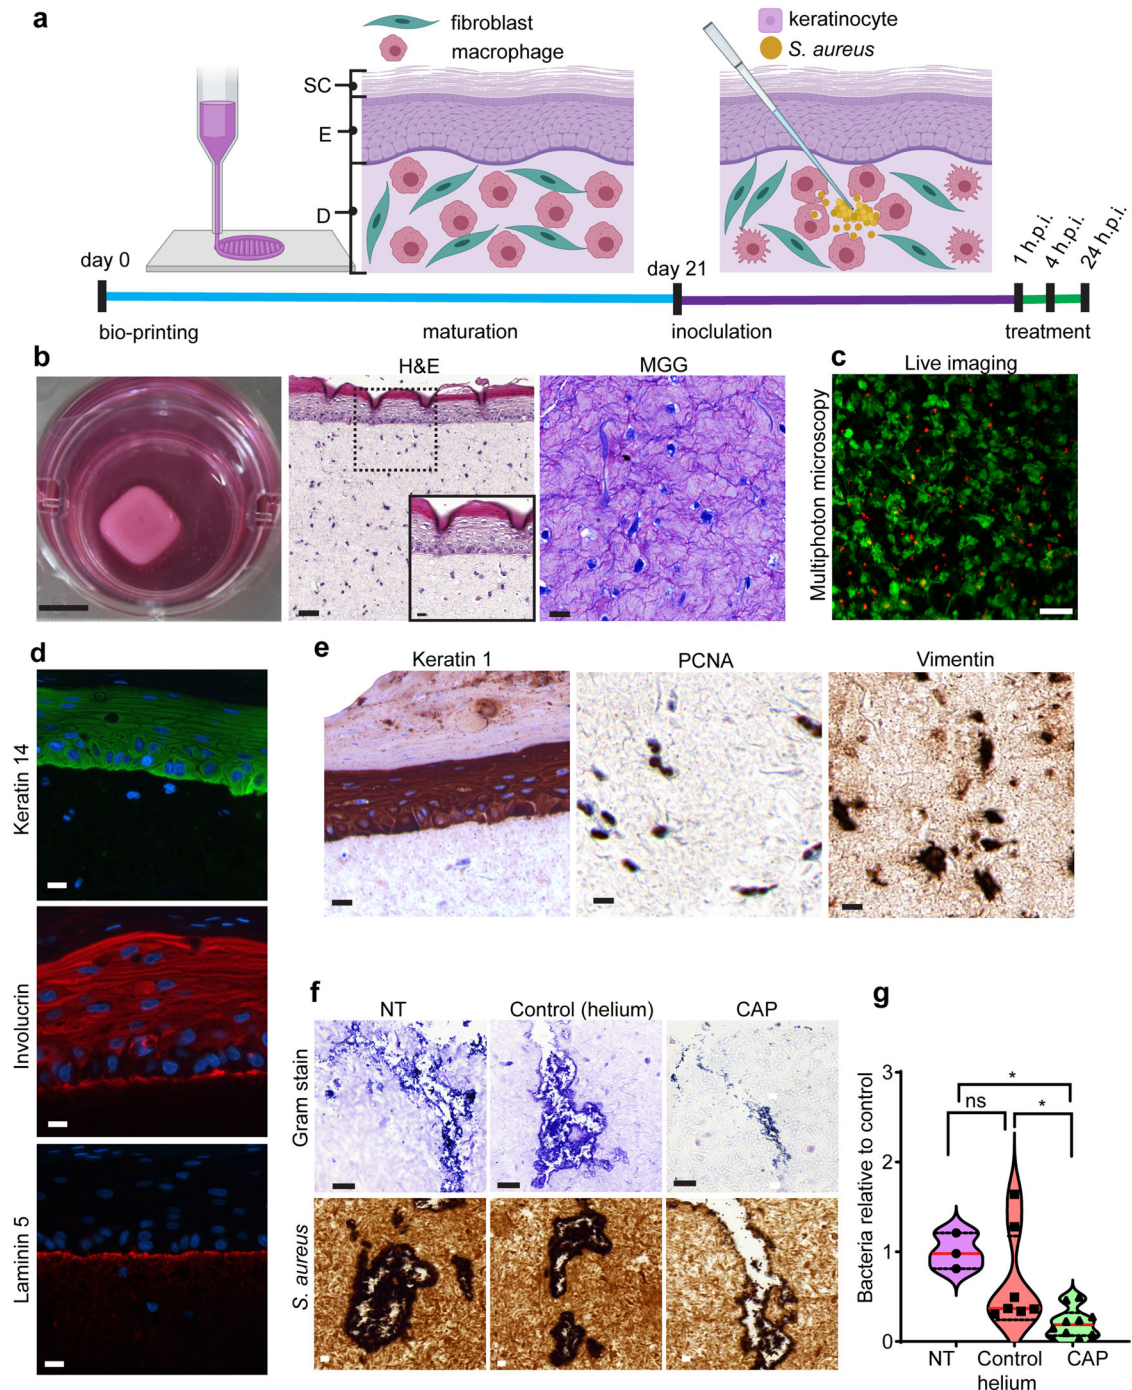 a
fibroblast
macrophage
keratinocyte
S. aureus
SC
E
D
day 0
day 21
1 h.p.i.
4 h.p.i.
24 h.p.i.
bio-printing
maturation
inoclulation
treatment
b
H&E
MGG
c
Live imaging
Multiphoton microscopy
d
Keratin 14
Involucrin
Laminin 5
e
Keratin 1
PCNA
Vimentin
f
NT
Control (helium)
CAP
Gram stain
S. aureus
g
Bacteria relative to control
3
2
1
0
*
ns
*
NT
Control
helium
CAP